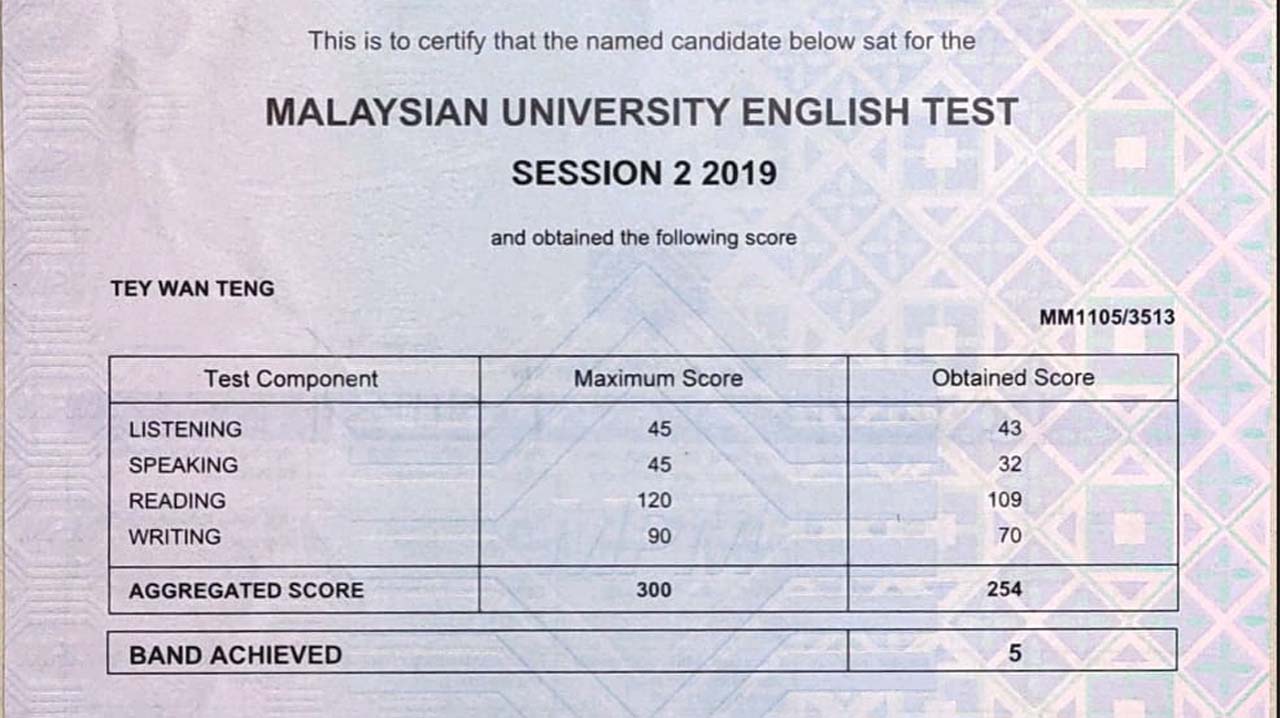 This is to certify that the named candidate below sat for the
MALAYSIAN UNIVERSITY ENGLISH TEST
SESSION 2 2019
and obtained the following score
TEY WAN TENG
MM1105/3513
Test Component Maximum Score Obtained Score
LISTENING 45 43
SPEAKING 45 32
READING 120 109
WRITING 90 70
AGGREGATED SCORE 300 254
BAND ACHIEVED 5